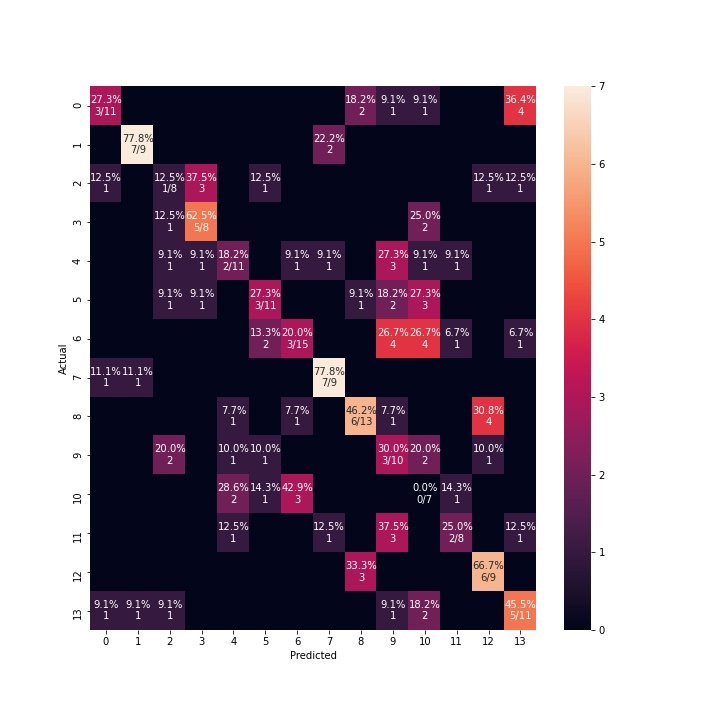 27.3% 18.2% 9.1% 9.1% 36.4%
0 3/11 2 1 1 4
77.8% 22.2%
1 7/9 2
12.5% 12.5% 37.5% 12.5% 12.5% 12.5%
2 1 1/8 3 1 1 1
12.5% 62.5% 25.0%
3 1 5/8 2
9.1% 9.1% 18.2% 9.1% 9.1% 27.3% 9.1% 9.1%
4 1 1 2/11 1 1 3 1 1
9.1% 9.1% 27.3% 9.1% 18.2% 27.3%
5 1 1 3/11 1 2 3
13.3% 20.0% 26.7% 26.7% 6.7% 6.7%
6 2 3/15 4 4 1 1
Actual
11.1% 11.1% 77.8%
7 1 1 7/9
7.7% 7.7% 46.2% 7.7% 30.8%
8 1 1 6/13 1 4
20.0% 10.0% 10.0% 30.0% 20.0% 10.0%
9 2 1 1 3/10 2 1
28.6% 14.3% 42.9% 0.0% 14.3%
10 2 1 3 0/7 1
12.5% 12.5% 37.5% 25.0% 12.5%
11 1 1 3 2/8 1
33.3% 66.7%
12 3 6/9
9.1% 9.1% 9.1% 9.1% 18.2% 45.5%
13 1 1 1 1 2 5/11
0 1 2 3 4 5 6 7 8 9 10 11 12 13
Predicted
7
6
5
4
3
2
1
0